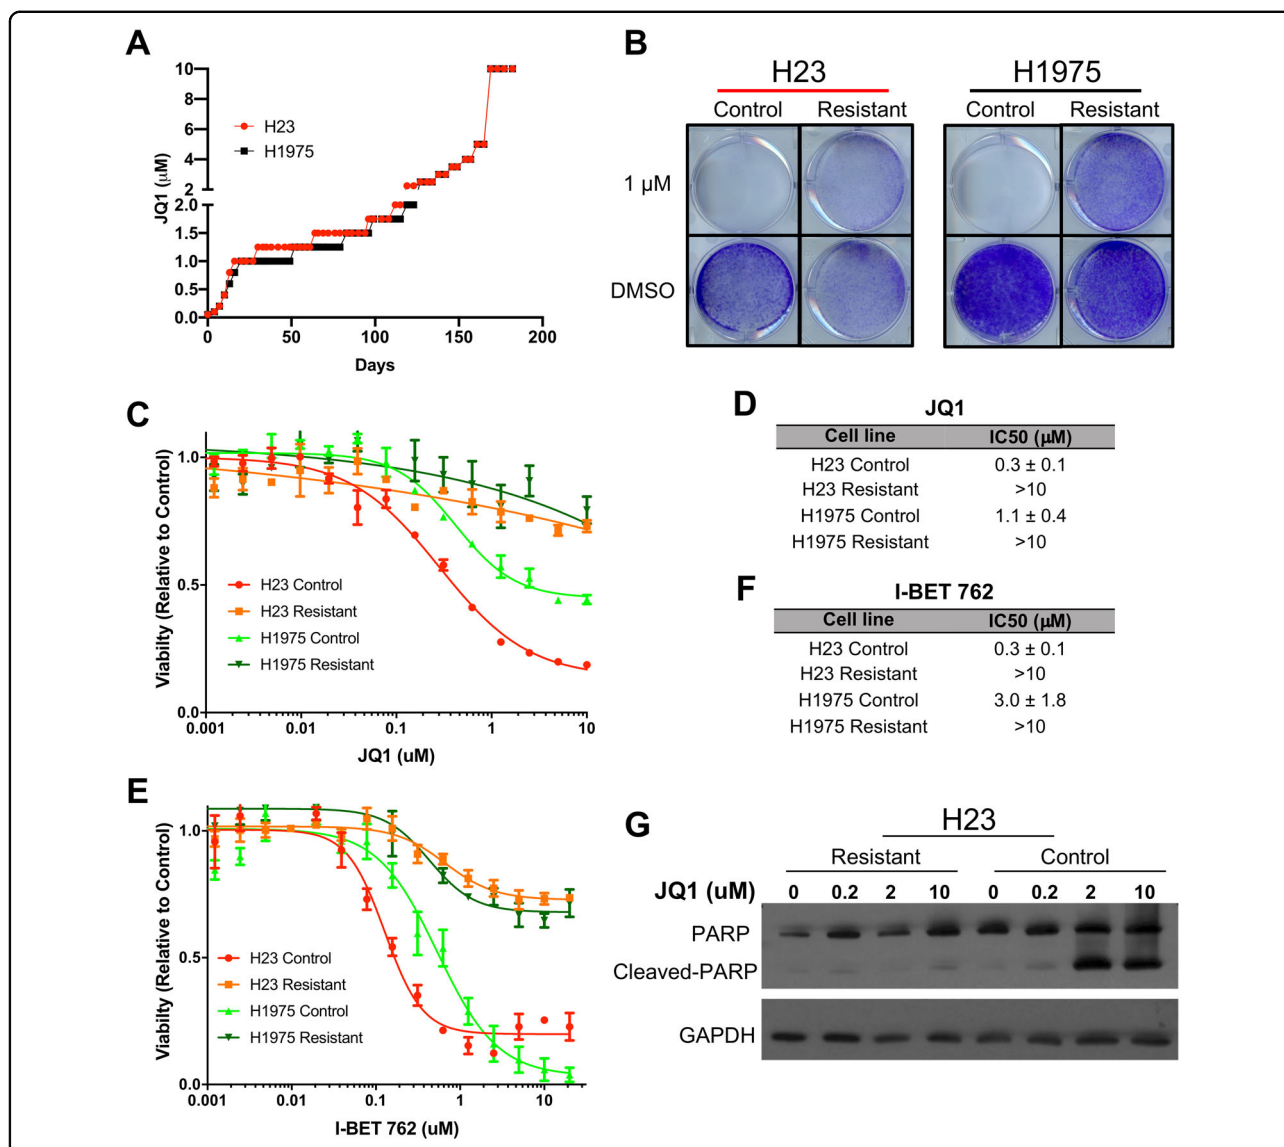 A
JQ1 (μM)
10
8
6
4
2
2.0
1.5
1.0
0.5
0.0
H23
H1975
0 50 100 150 200
Days
B
H23 H1975
Control Resistant Control Resistant
1 μM
DMSO
C
Viabilty (Relative to Control)
1.0
0.5
0.0
H23 Control
H23 Resistant
H1975 Control
H1975 Resistant
0.001 0.01 0.1 1 10
JQ1 (uM)
D
JQ1
Cell line IC50 (μM)
H23 Control 0.3 ± 0.1
H23 Resistant >10
H1975 Control 1.1 ± 0.4
H1975 Resistant >10
E
Viabilty (Relative to Control)
1.0
0.5
0.0
H23 Control
H23 Resistant
H1975 Control
H1975 Resistant
0.001 0.01 0.1 1 10
I-BET 762 (uM)
F
I-BET 762
Cell line IC50 (μM)
H23 Control 0.3 ± 0.1
H23 Resistant >10
H1975 Control 3.0 ± 1.8
H1975 Resistant >10
G
H23
Resistant Control
JQ1 (uM) 0 0.2 2 10 0 0.2 2 10
PARP
Cleaved-PARP
GAPDH